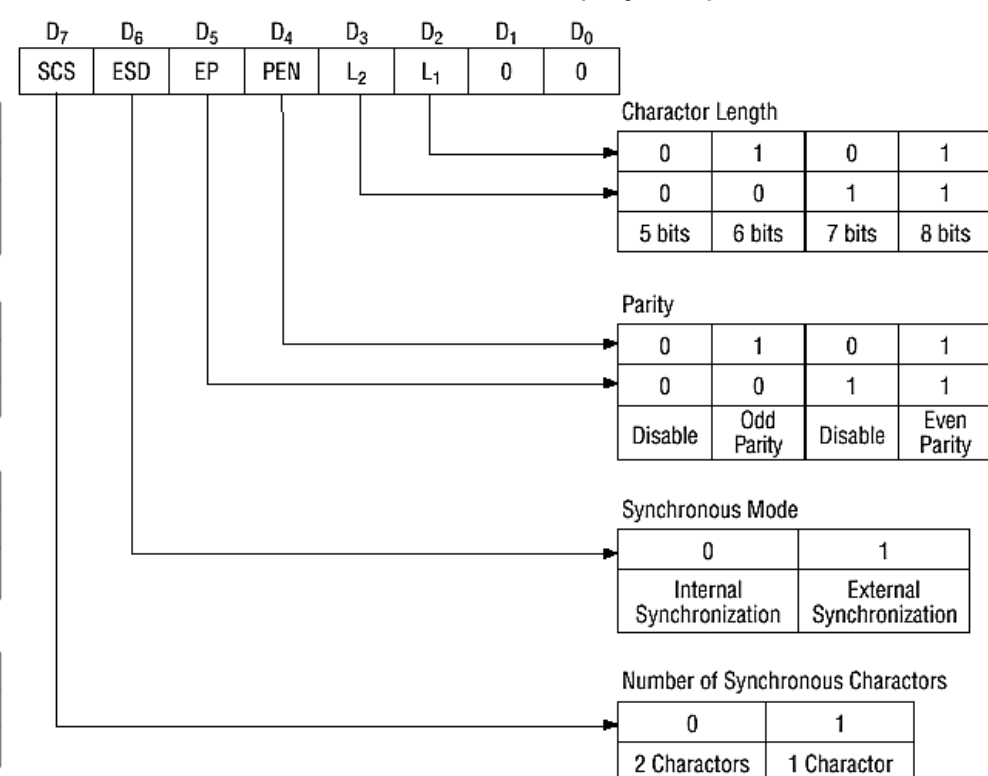 D7 D6 D5 D4 D3 D2 D1 D0
SCS ESD EP PEN L2 L1 0 0
Charactor Length
0 1 0 1
0 0 1 1
5 bits 6 bits 7 bits 8 bits
Parity
0 1 0 1
0 0 1 1
Disable Odd Parity Disable Even Parity
Synchronous Mode
0 1
Internal Synchronization External Synchronization
Number of Synchronous Charactors
0 1
2 Charactors 1 Charactor